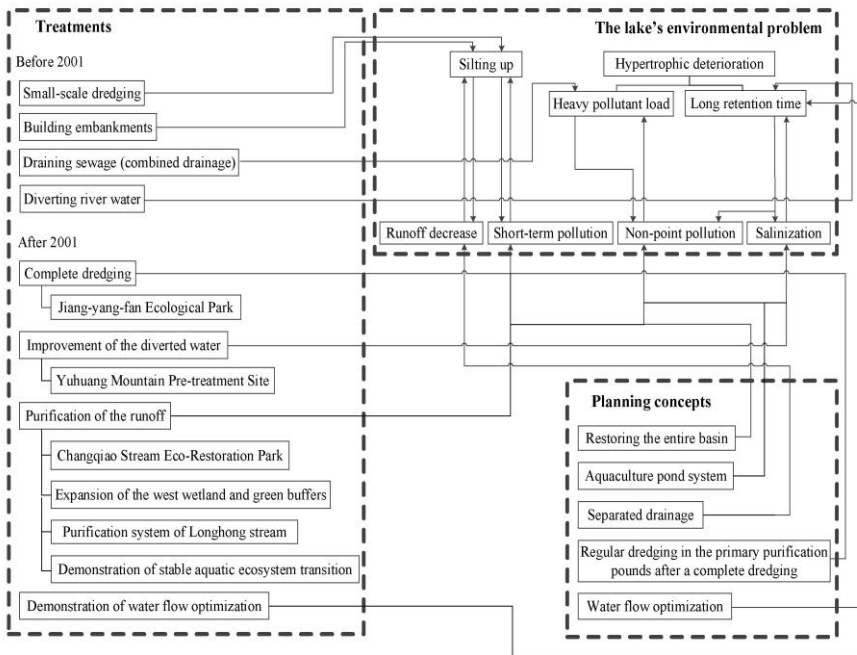 Treatments
Before 2001
Small-scale dredging
Building embankments
Draining sewage (combined drainage)
Diverting river water
After 2001
Complete dredging
Jiang-yang-fan Ecological Park
Improvement of the diverted water
Yuhuang Mountain Pre-treatment Site
Purification of the runoff
Changqiao Stream Eco-Restoration Park
Expansion of the west wetland and green buffers
Purification system of Longhong stream
Demonstration of stable aquatic ecosystem transition
Demonstration of water flow optimization
The lake's environmental problem
Silting up
Hypertrophic deterioration
Heavy pollutant load
Long retention time
Runoff decrease
Short-term pollution
Non-point pollution
Salinization
Planning concepts
Restoring the entire basin
Aquaculture pond system
Separated drainage
Regular dredging in the primary purification
pounds after a complete dredging
Water flow optimization